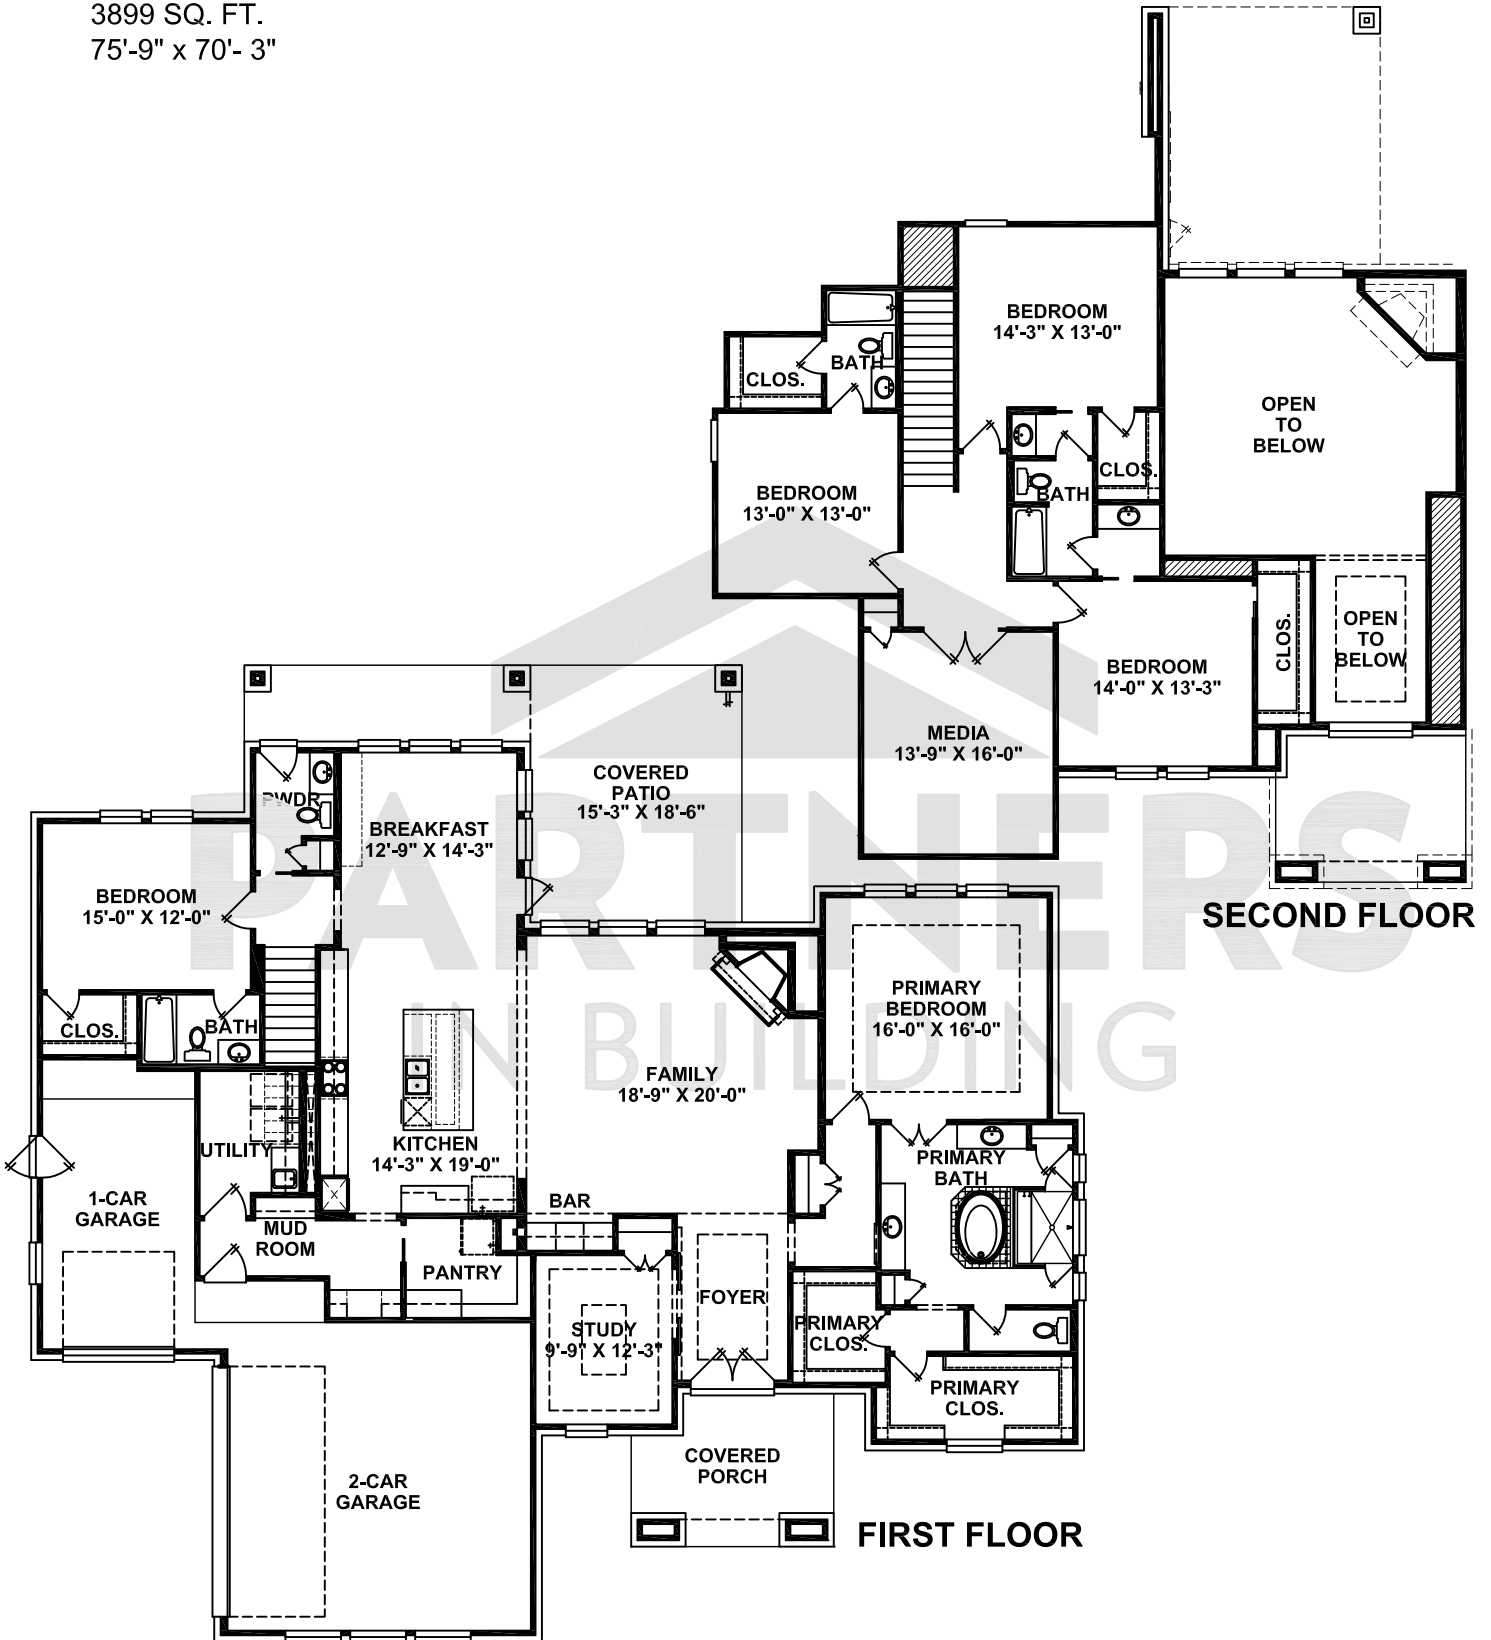 3899 SQ. FT.
75'-9" x 70'- 3"
BEDROOM
14'-3" X 13'-0"
BATH
CLOS.
OPEN
TO
BELOW
CLOS.
BATH
BEDROOM
13'-0" X 13'-0"
OPEN
TO
BELOW
CLOS.
BEDROOM
14'-0" X 13'-3"
MEDIA
13'-9" X 16'-0"
SECOND FLOOR
COVERED
PATIO
15'-3" X 18'-6"
PWDR
BREAKFAST
12'-9" X 14'-3"
BEDROOM
15'-0" X 12'-0"
PRIMARY
BEDROOM
16'-0" X 16'-0"
CLOS.
BATH
FAMILY
18'-9" X 20'-0"
KITCHEN
14'-3" X 19'-0"
UTILITY
PRIMARY
BATH
1-CAR
GARAGE
BAR
MUD
ROOM
PANTRY
FOYER
STUDY
9'-9" X 12'-3"
PRIMARY
CLOS.
PRIMARY
CLOS.
COVERED
PORCH
2-CAR
GARAGE
FIRST FLOOR
PARTNERS
IN BUILDING